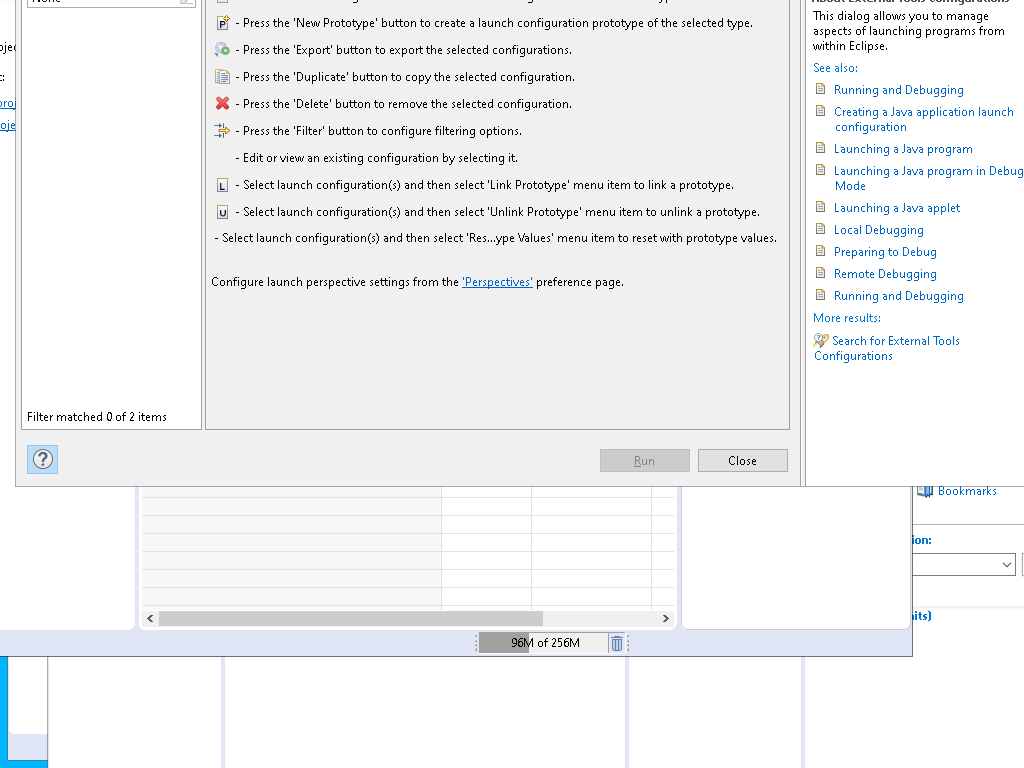 - Press the 'New Prototype' button to create a launch configuration prototype of the selected type.
- Press the 'Export' button to export the selected configurations.
- Press the 'Duplicate' button to copy the selected configuration.
- Press the 'Delete' button to remove the selected configuration.
- Press the 'Filter' button to configure filtering options.
- Edit or view an existing configuration by selecting it.
L - Select launch configuration(s) and then select 'Link Prototype' menu item to link a prototype.
U - Select launch configuration(s) and then select 'Unlink Prototype' menu item to unlink a prototype.
- Select launch configuration(s) and then select 'Res...ype Values' menu item to reset with prototype values.
Configure launch perspective settings from the 'Perspectives' preference page.
Filter matched 0 of 2 items
Run
Close
About External Tools Configurations
This dialog allows you to manage
aspects of launching programs from
within Eclipse.
See also:
Running and Debugging
Creating a Java application launch
configuration
Launching a Java program
Launching a Java program in Debug
Mode
Launching a Java applet
Local Debugging
Preparing to Debug
Remote Debugging
Running and Debugging
More results:
Search for External Tools
Configurations
Bookmarks
ion:
its)
96M of 256M